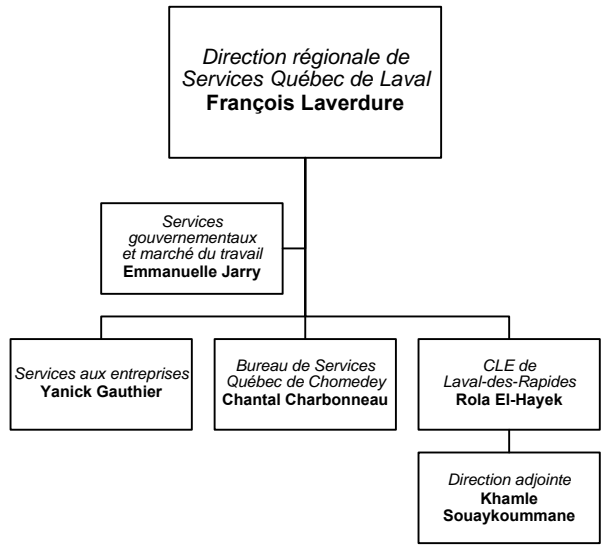 Direction régionale de
Services Québec de Laval
François Laverdure
Services
gouvernementaux
et marché du travail
Emmanuelle Jarry
Services aux entreprises
Yanick Gauthier
Bureau de Services
Québec de Chomedey
Chantal Charbonneau
CLE de
Laval-des-Rapides
Rola El-Hayek
Direction adjointe
Khamle
Souaykoummane